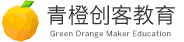 青橙创客教育
Green Orange Maker Education